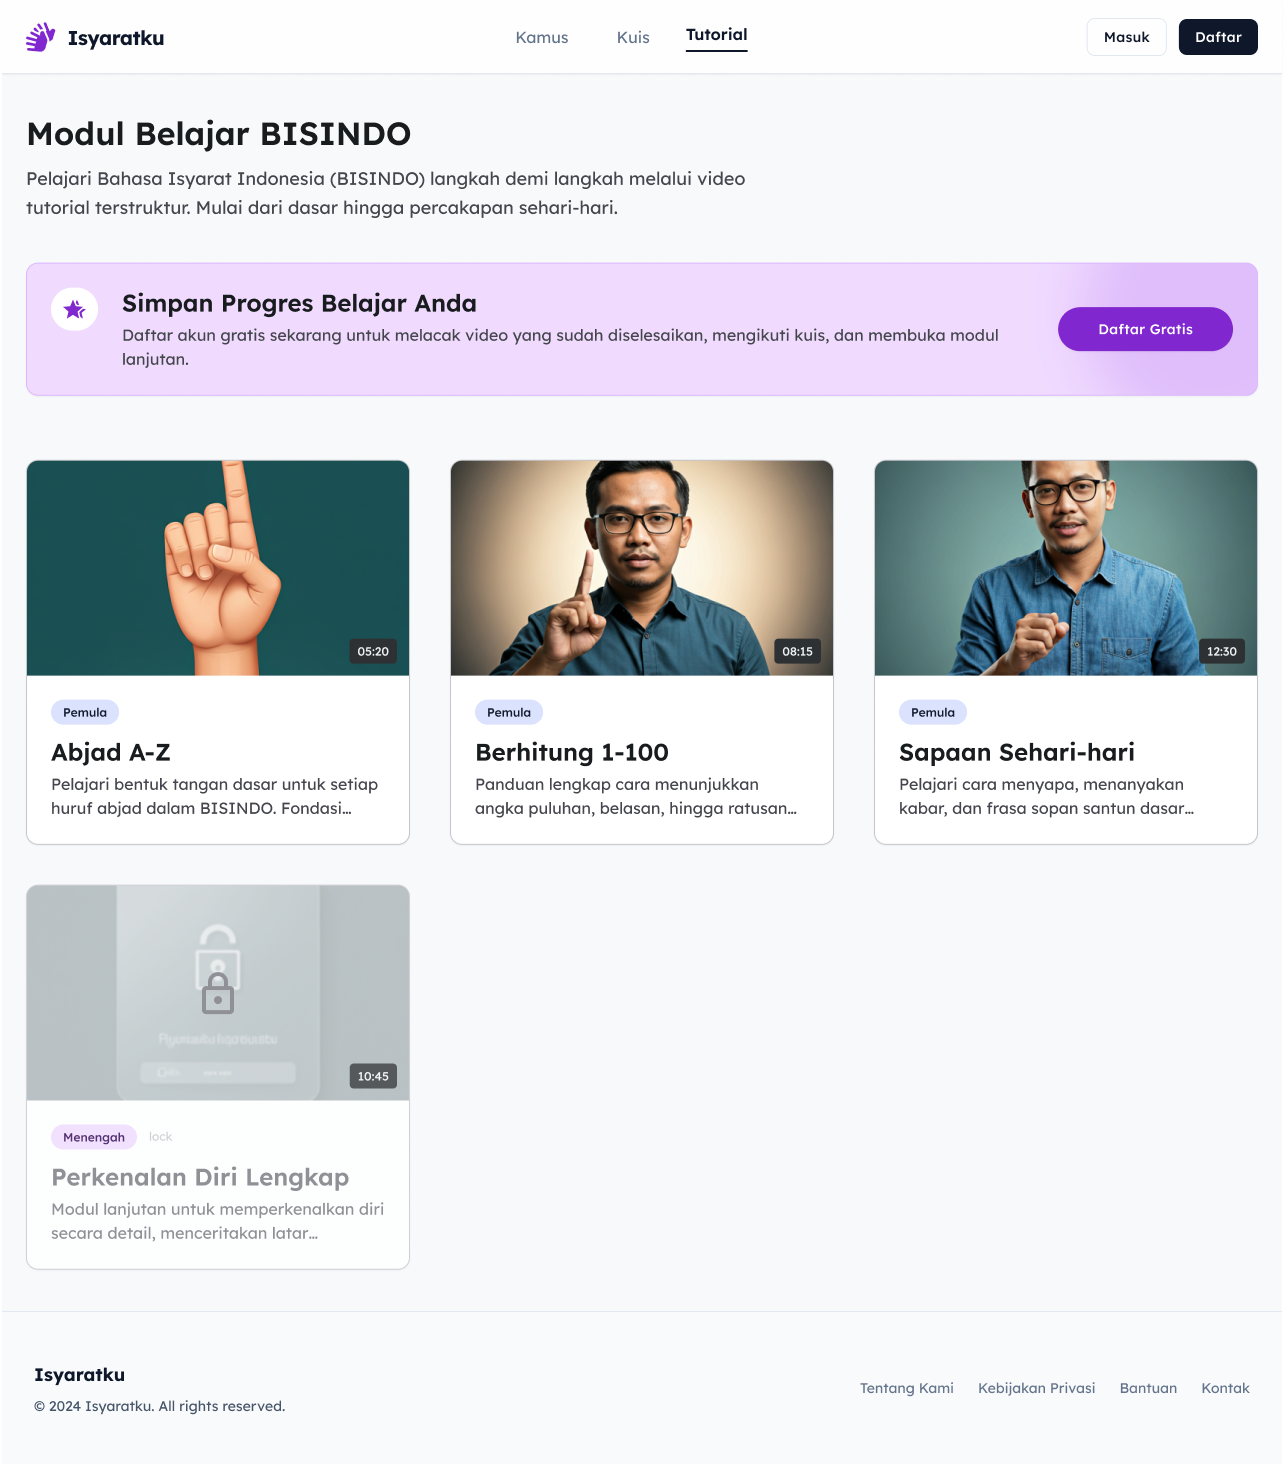 Isyaratku
Kamus
Kuis
Tutorial
Masuk
Daftar
Modul Belajar BISINDO
Pelajari Bahasa Isyarat Indonesia (BISINDO) langkah demi langkah melalui video
tutorial terstruktur. Mulai dari dasar hingga percakapan sehari-hari.
Simpan Progres Belajar Anda
Daftar akun gratis sekarang untuk melacak video yang sudah diselesaikan, mengikuti kuis, dan membuka modul
lanjutan.
Daftar Gratis
05:20
Pemula
Abjad A-Z
Pelajari bentuk tangan dasar untuk setiap
huruf abjad dalam BISINDO. Fondasi...
08:15
Pemula
Berhitung 1-100
Panduan lengkap cara menunjukkan
angka puluhan, belasan, hingga ratusan...
12:30
Pemula
Sapaan Sehari-hari
Pelajari cara menyapa, menanyakan
kabar, dan frasa sopan santun dasar...
10:45
Menengah
lock
Perkenalan Diri Lengkap
Modul lanjutan untuk memperkenalkan diri
secara detail, menceritakan latar...
Isyaratku
© 2024 Isyaratku. All rights reserved.
Tentang Kami
Kebijakan Privasi
Bantuan
Kontak